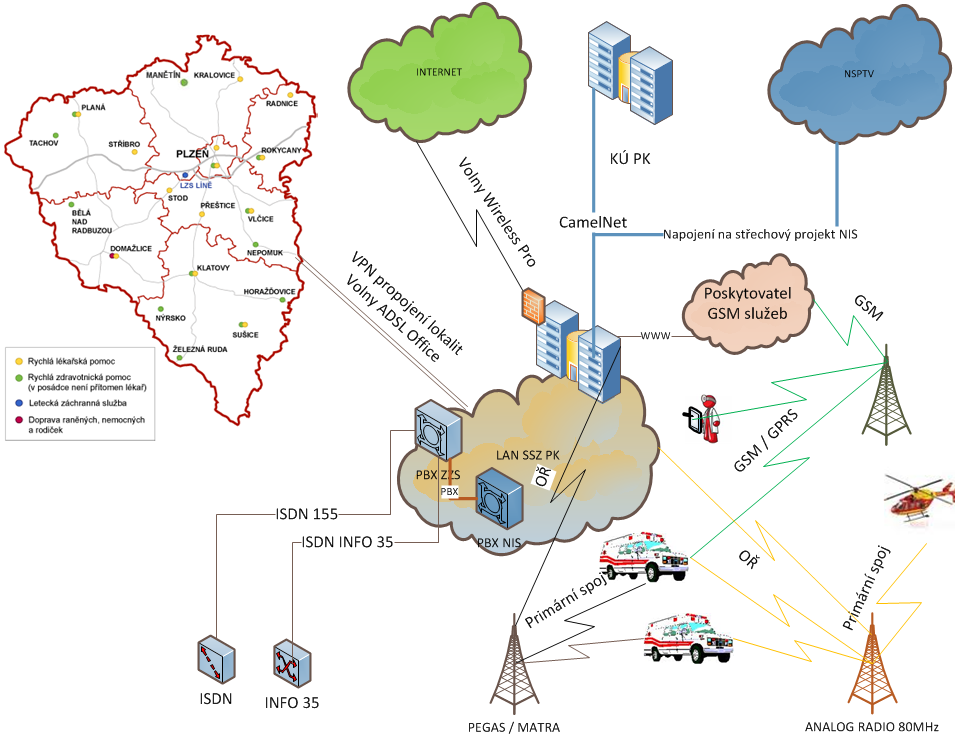 MANĚTÍN
KRALOVICE
RADNICE
PLANÁ
TACHOV
STŘÍBRO
PLZEŇ
ROKYCANY
LZS LÍNĚ
STOD
PŘEŠTICE
BĚLÁ
NAD
RADBUZOU
VLČICE
DOMAŽLICE
NEPOMUK
KLATOVY
HORAŽĎOVICE
NÝRSKO
SUŠICE
ŽELEZNÁ RUDA
Rychlá lékařská pomoc
Rychlá zdravotnická pomoc
(v posádce není přítomen lékař)
Letecká záchranná služba
Doprava raněných, nemocných
a rodiček
INTERNET
NSPTV
KÚ PK
Volny Wireless Pro
CamelNet
Napojení na střechový projekt NIS
VPN propojení lokalit
Volny ADSL Office
Poskytovatel
GSM služeb
GSM
www
GSM / GPRS
LAN SSZ PK
OŘ
PBX ZZS
PBX
PBX NIS
ISDN 155
ISDN INFO 35
OŘ
Primární spoj
Primární spoj
ISDN
INFO 35
PEGAS / MATRA
ANALOG RADIO 80MHz